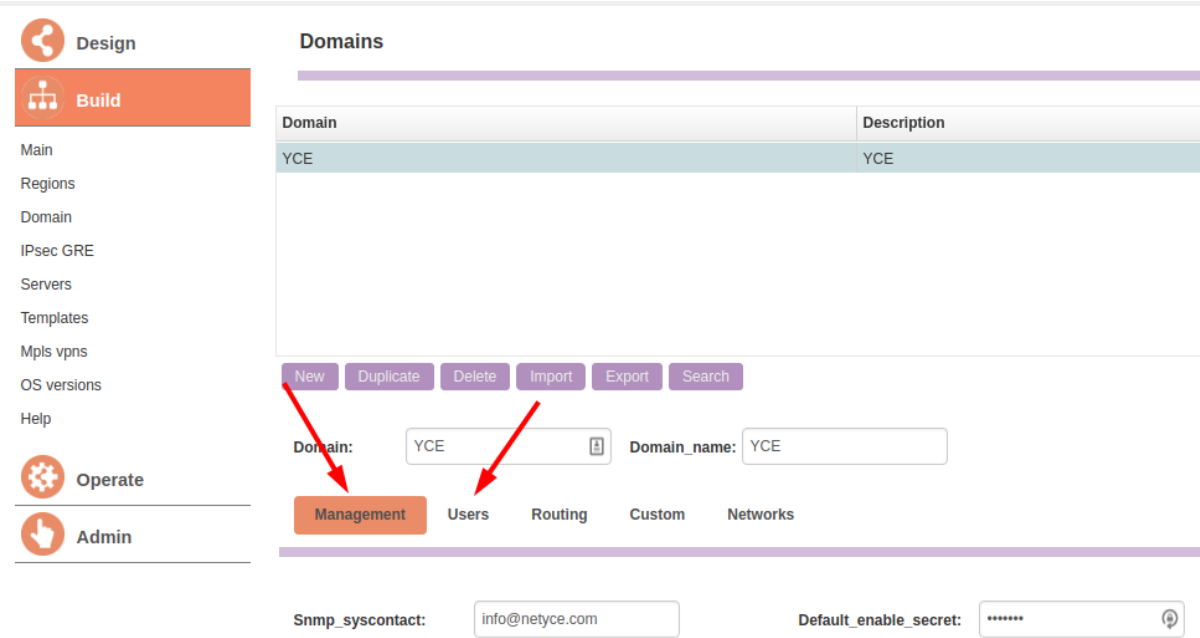 Design
Build
Main
Regions
Domain
IPsec GRE
Servers
Templates
Mpls vpns
OS versions
Help
Operate
Admin
Domains
Domain Description
YCE YCE
New Duplicate Delete Import Export Search
Domain: YCE Domain_name: YCE
Management Users Routing Custom Networks
Snmp_syscontact: info@netyce.com Default_enable_secret: •••••••